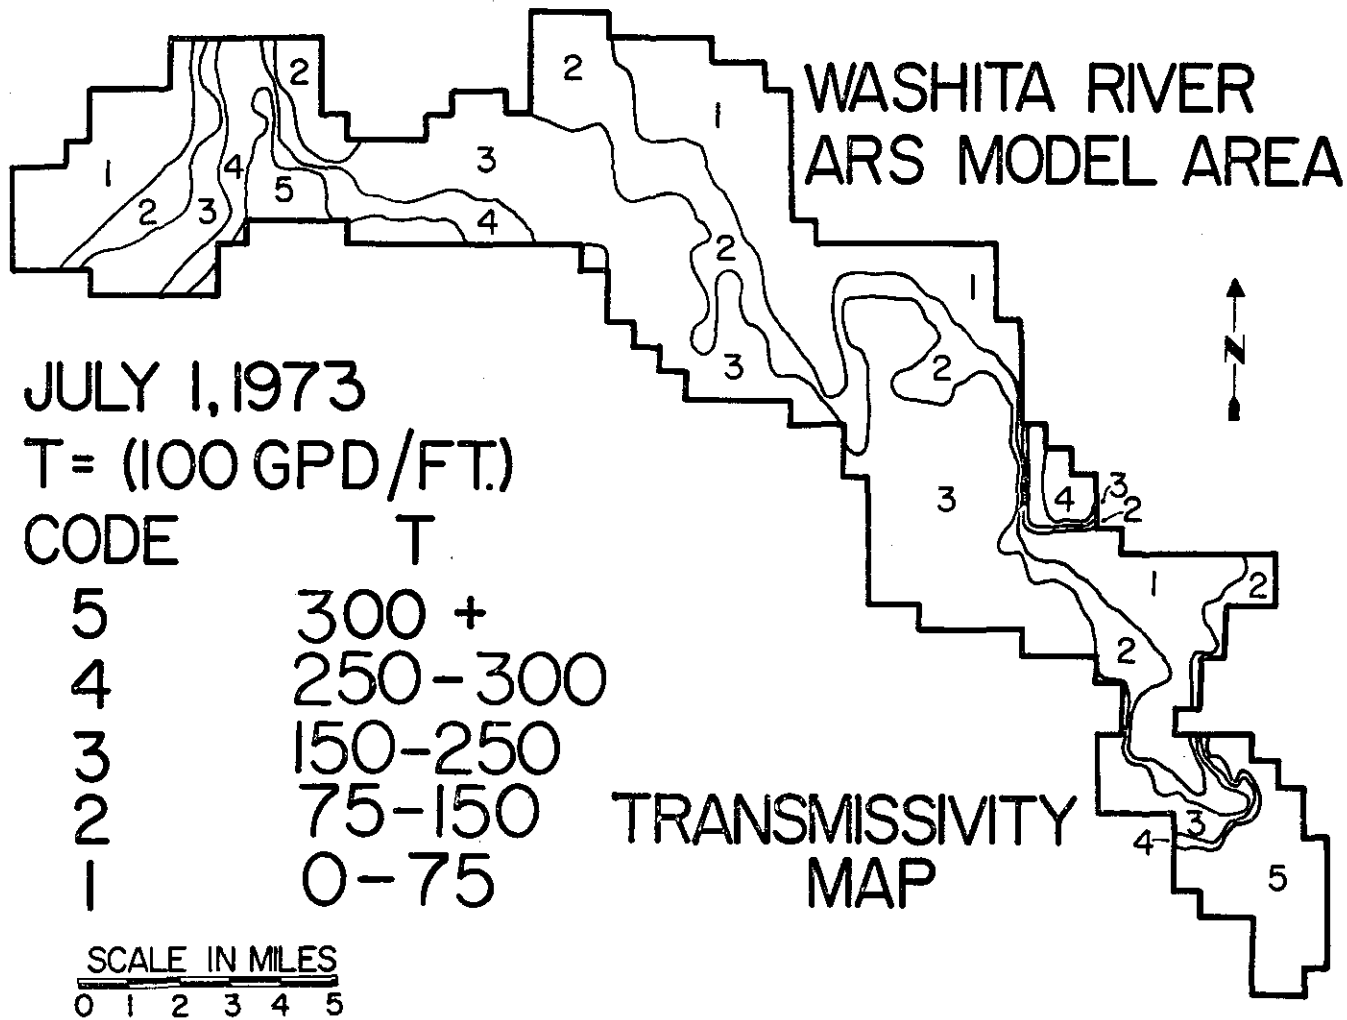 WASHITA RIVER
ARS MODEL AREA
2
2
1
3
1
4
5
2
3
4
2
1
N
3
2
JULY 1, 1973
T = (100 GPD/FT.)
CODE T
5 300 +
4 250-300
3 150-250
2 75-150
1 0-75
3
4
3
2
1
2
2
3
4
5
TRANSMISSIVITY
MAP
SCALE IN MILES
0 1 2 3 4 5